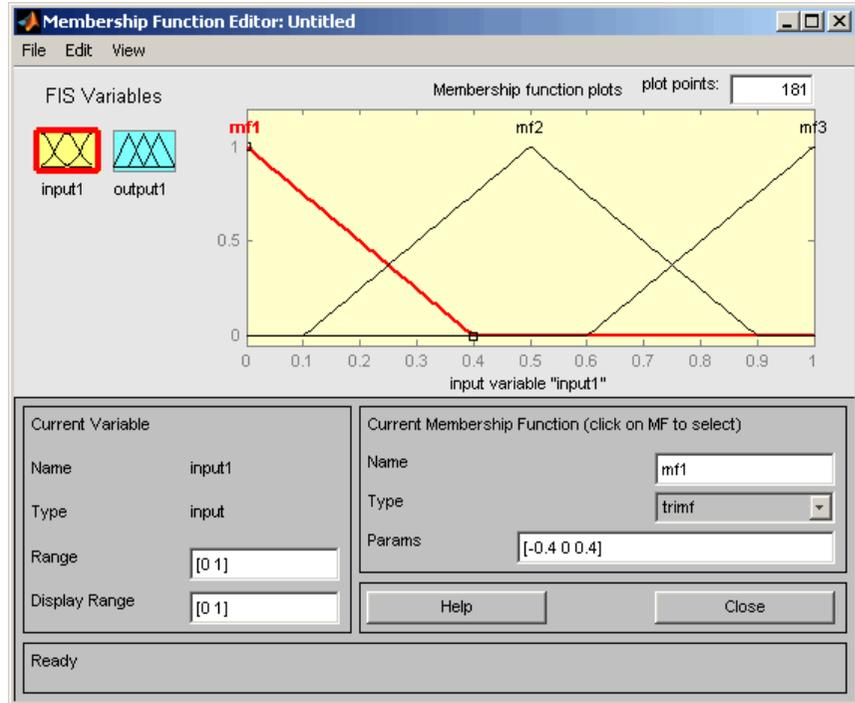 Membership Function Editor: Untitled
File Edit View
FIS Variables
input1 output1
Membership function plots plot points: 181
mf1 mf2 mf3
1
0.5
0
0 0.1 0.2 0.3 0.4 0.5 0.6 0.7 0.8 0.9 1
input variable "input1"
Current Variable
Name input1
Type input
Range [0 1]
Display Range [0 1]
Current Membership Function (click on MF to select)
Name mf1
Type trimf
Params [-0.4 0 0.4]
Help Close
Ready